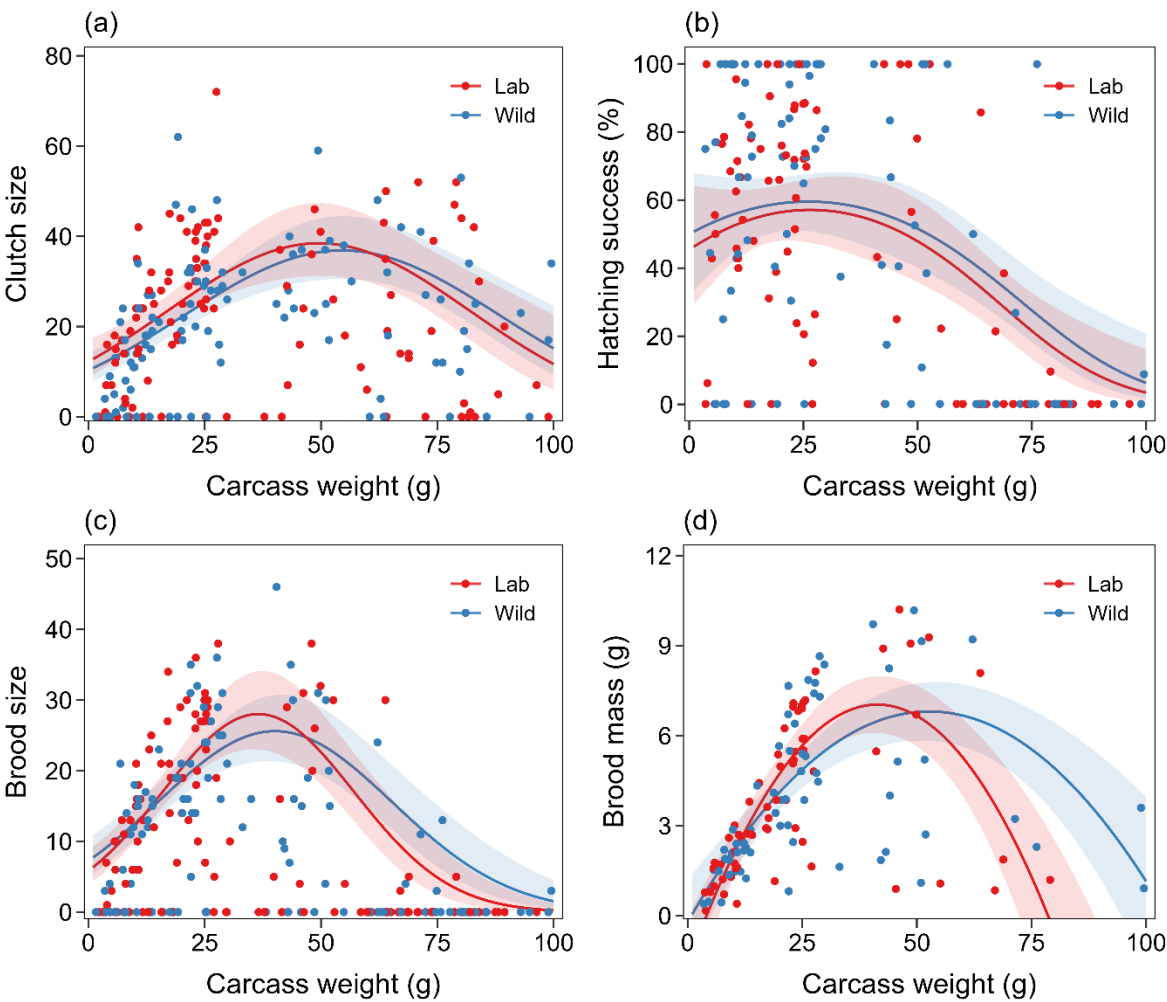 (a)
Clutch size
80
60
40
20
0
Lab
Wild
0 25 50 75 100
Carcass weight (g)
(b)
Hatching success (%)
100
80
60
40
20
0
Lab
Wild
0 25 50 75 100
Carcass weight (g)
(c)
Brood size
50
40
30
20
10
0
Lab
Wild
0 25 50 75 100
Carcass weight (g)
(d)
Brood mass (g)
12
9
6
3
0
Lab
Wild
0 25 50 75 100
Carcass weight (g)